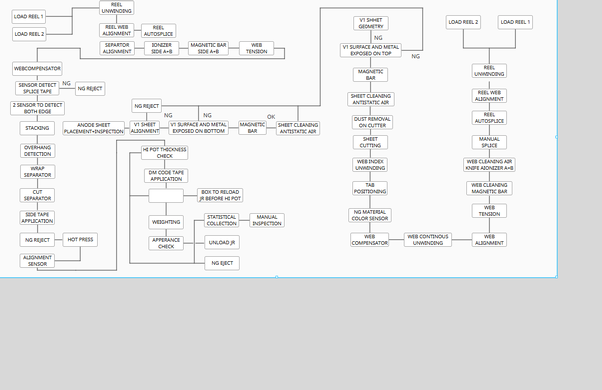 REEL
UNWINDING
LOAD REEL 1
LOAD REEL 2
REEL WEB
ALIGNMENT
REEL
AUTOSPLICE
SEPARTOR
ALIGNMENT
IONIZER
SIDE A+B
MAGNETIC BAR
SIDE A+B
WEB
TENSION
WEBCOMPENSATOR
SENSOR DETECT
SPLICE TAPE
NG
NG REJECT
2 SENSOR TO DETECT
BOTH EDGE
STACKING
OVERHANG
DETECTION
WRAP
SEPARATOR
CUT
SEPARATOR
SIDE TAPE
APPLICATION
NG REJECT
HOT PRESS
ALIGNMENT
SENSOR
NG REJECT
NG
NG
OK
ANODE SHEET
PLACEMENT+INSPECTION
V1 SHEET
ALIGNMENT
V1 SURFACE AND METAL
EXPOSED ON BOTTOM
MAGNETIC
BAR
SHEET CLEANING
ANTISTATIC AIR
HI POT THICKNESS
CHECK
DM CODE TAPE
APPLICATION
BOX TO RELOAD
JR BEFORE HI POT
WEIGHTING
STATISTICAL
COLLECTION
MANUAL
INSPECTION
APPERANCE
CHECK
UNLOAD JR
NG EJECT
V1 SHHET
GEOMETRY
NG
V1 SURFACE AND METAL
EXPOSED ON TOP
NG
MAGNETIC
BAR
SHEET CLEANING
ANTISTATIC AIR
DUST REMOVAL
ON CUTTER
SHEET
CUTTING
WEB INDEX
UNWINDING
TAB
POSITIONING
NG MATERIAL
COLOR SENSOR
WEB
COMPENSATOR
WEB CONTINOUS
UNWINDING
WEB
ALIGNMENT
LOAD REEL 2
LOAD REEL 1
REEL
UNWINDING
REEL WEB
ALIGNMENT
REEL
AUTOSPLICE
MANUAL
SPLICE
WEB CLEANING AIR
KNIFE AIONIZER A+B
WEB CLEANING
MAGNETIC BAR
WEB
TENSION